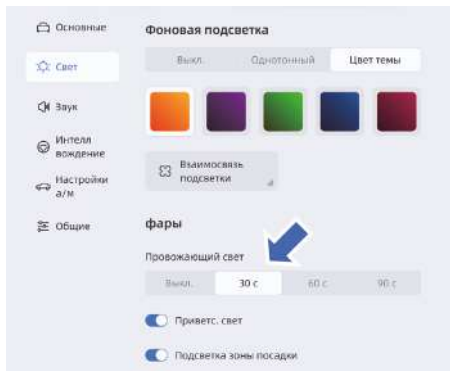 Основные
Свет
Звук
Интелл
вождение
Настройки
а/м
Общие
Фоновая подсветка
Выкл.
Однотонный
Цвет темы
Взаимосвязь
подсветки
фары
Провожающий свет
Выкл.
30 с
60 с
90 с
Приветс. свет
Подсветка зоны посадки